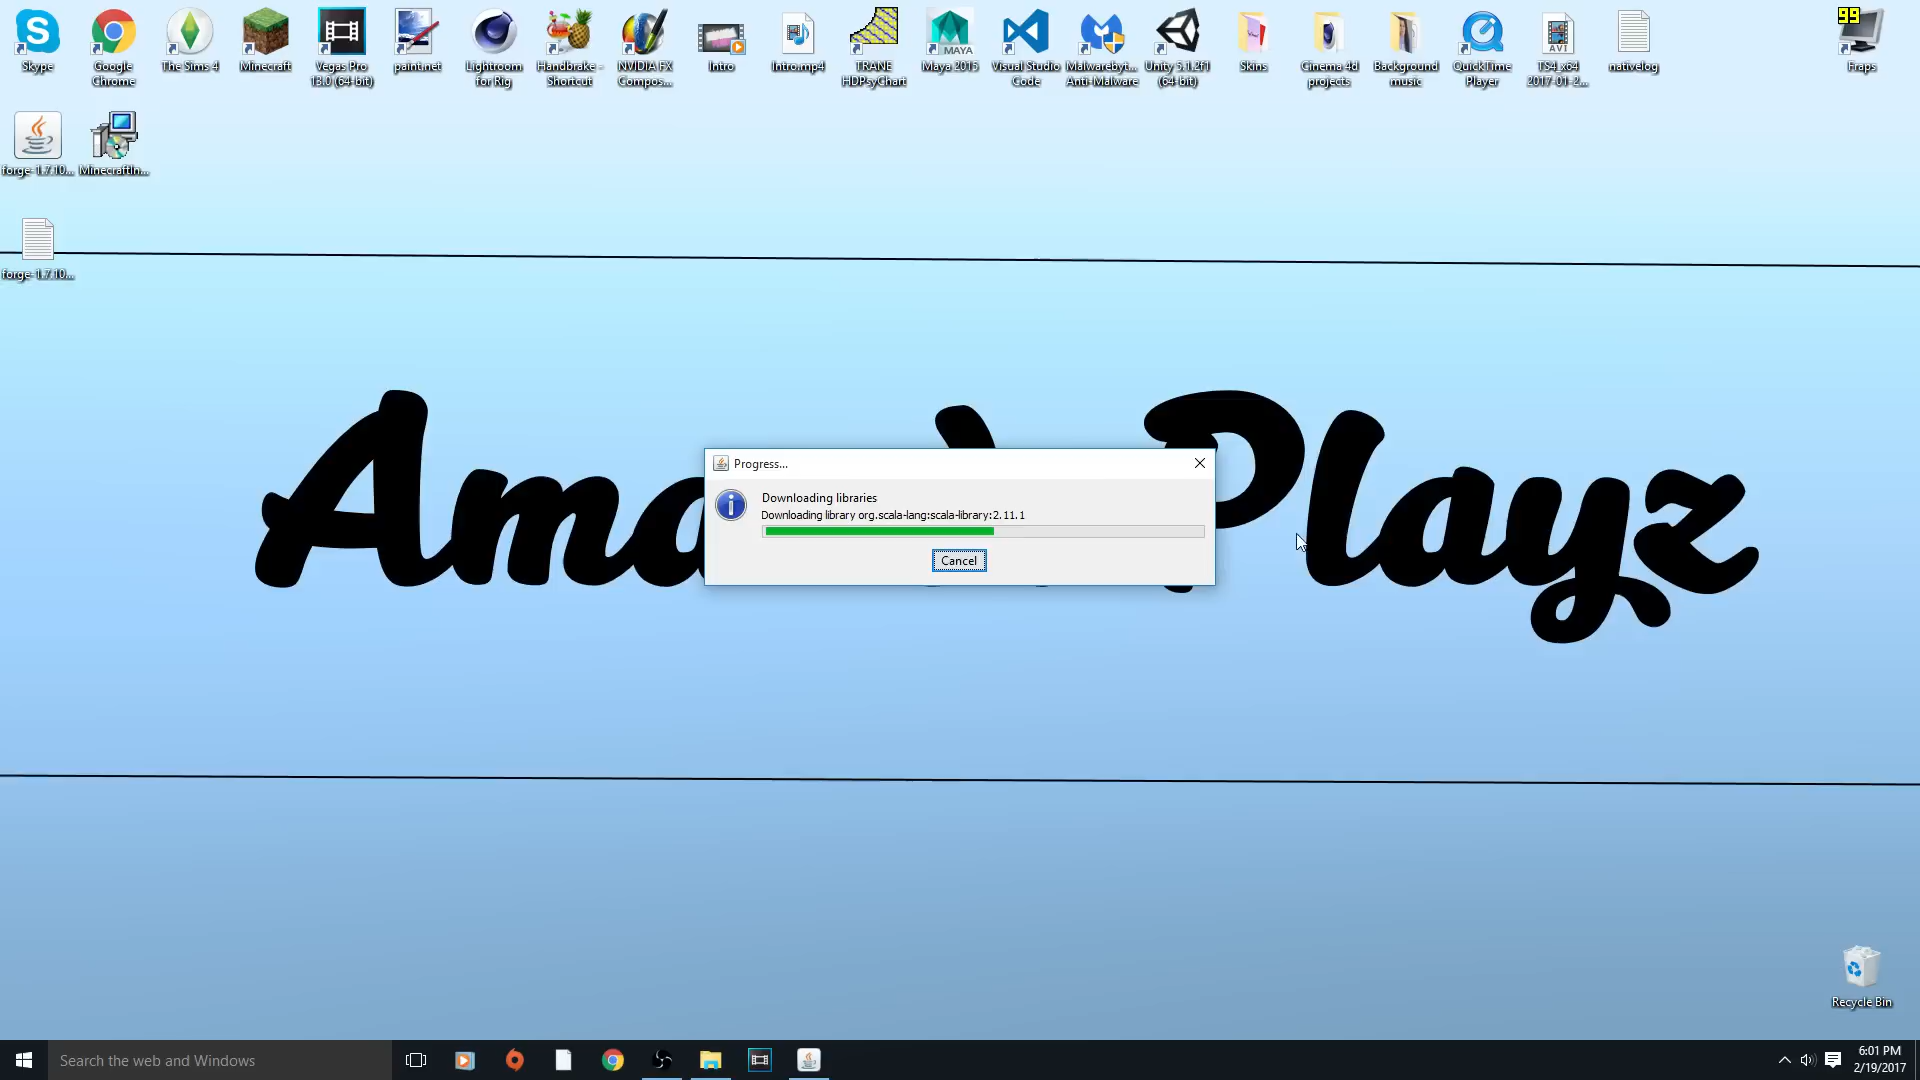 Skype
Google
Chrome
The Sims 4
Minecraft
Vegas Pro
13.0 (64-bit)
paint.net
Lightroom
for Rig
Handbrake -
Shortcut
NVIDIA FX
Compos...
Intro
Intro.mp4
TRANE
HDPsyChart
MAYA
Maya 2015
Visual Studio
Code
Malwarebyt...
Anti-Malware
Unity 5.1.2f1
(64-bit)
Skins
Cinema 4d
projects
Background
music
QuickTime
Player
AVI
TS4_x64
2017-01-2...
nativelog
99
Fraps
forge-1.7.10...
MinecraftIn...
forge-1.7.10...
Progress...
Downloading libraries
Downloading library org.scala-lang:scala-library:2.11.1
Cancel
Playz
Recycle Bin
Search the web and Windows
6:01 PM
2/19/2017